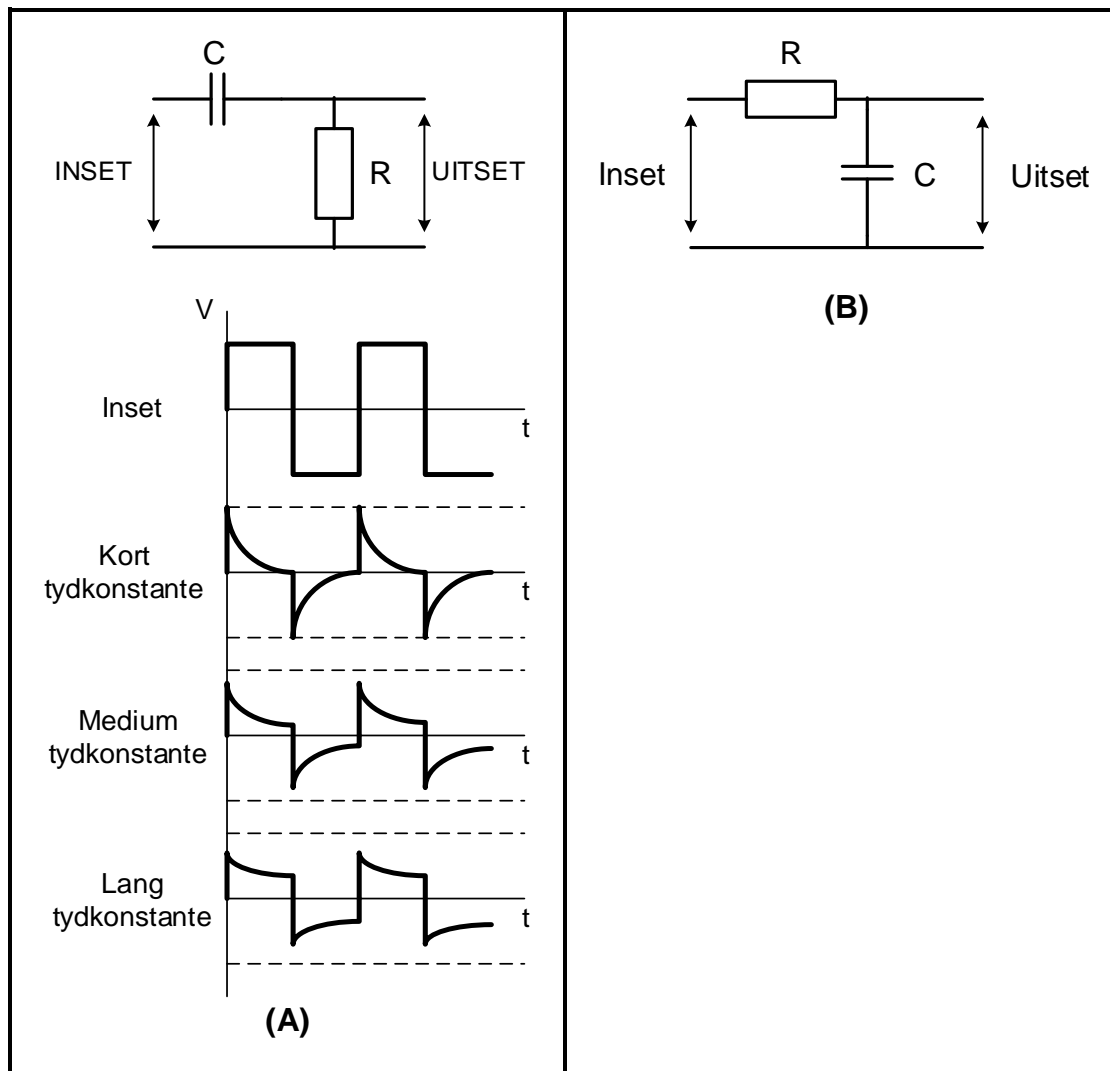 C
INSET
R
UITSET
V
Inset
t
Kort
tydkonstante
t
Medium
tydkonstante
t
Lang
tydkonstante
t
(A)
R
Inset
C
Uitset
(B)